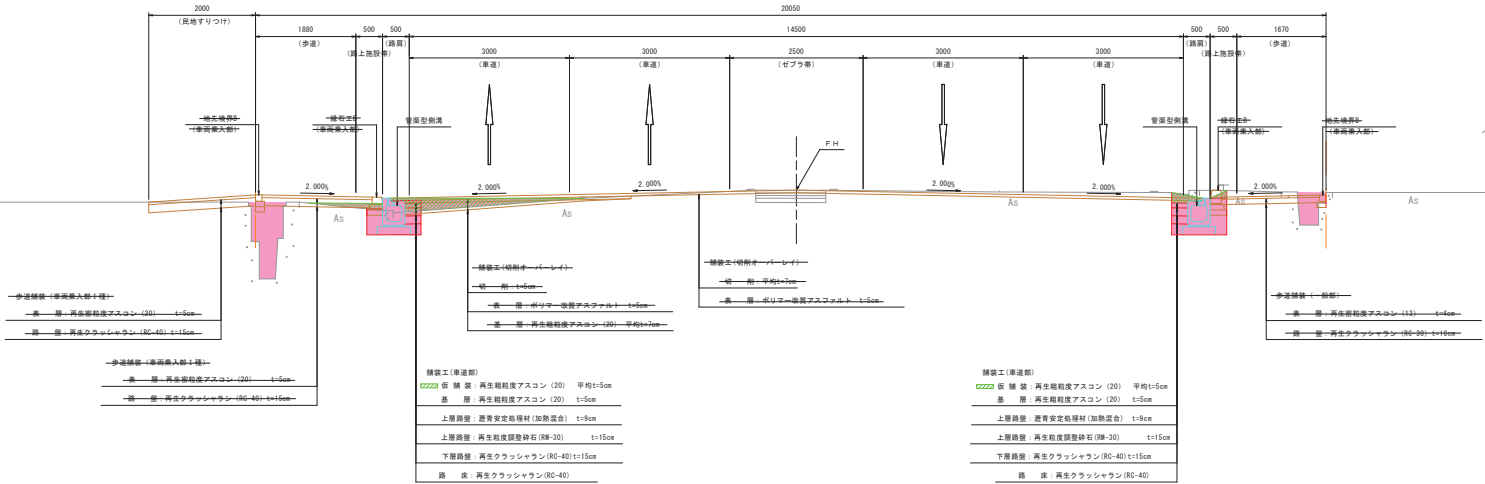 2000
(民地すりつけ)
20050
1880
(歩道)
500
(路上施設帯)
500
(路肩)
14500
500
(路肩)
500
(路上施設帯)
1670
(歩道)
3000
(車道)
3000
(車道)
2500
(ゼブラ帯)
3000
(車道)
3000
(車道)
地先境界B
(車両乗入部)
縁石工B
(車両乗入部)
管渠型側溝
FH
管渠型側溝
縁石工B
(車両乗入部)
地先境界B
(車両乗入部)
2.000%
2.000%
2.000%
2.000%
2.000%
2.000%
As
As
As
As
As
歩道舗装(車両乗入部Ⅰ種)
表 層:再生密粒度アスコン(20) t=5cm
路 盤:再生クラッシャラン(RC-40)t=15cm
歩道舗装(車両乗入部Ⅰ種)
表 層:再生密粒度アスコン(20) t=5cm
路 盤:再生クラッシャラン(RC-40)t=15cm
舗装工(切削オーバーレイ)
切 削:t=5cm
表 層:ポリマー改質アスファルト t=5cm
基 層:再生粗粒度アスコン(20) 平均t=7cm
舗装工(切削オーバーレイ)
切 削:平均t=7cm
表 層:ポリマー改質アスファルト t=5cm
歩道舗装(一般部)
表 層:再生密粒度アスコン(13) t=4cm
路 盤:再生クラッシャラン(RC-30)t=10cm
舗装工(車道部)
仮 舗 装:再生粗粒度アスコン(20) 平均t=5cm
基 層:再生粗粒度アスコン(20) t=5cm
上層路盤:瀝青安定処理材(加熱混合) t=9cm
上層路盤:再生粒度調整砕石(RM-30) t=15cm
下層路盤:再生クラッシャラン(RC-40)t=15cm
路 床:再生クラッシャラン(RC-40)
舗装工(車道部)
仮 舗 装:再生粗粒度アスコン(20) 平均t=5cm
基 層:再生粗粒度アスコン(20) t=5cm
上層路盤:瀝青安定処理材(加熱混合) t=9cm
上層路盤:再生粒度調整砕石(RM-30) t=15cm
下層路盤:再生クラッシャラン(RC-40)t=15cm
路 床:再生クラッシャラン(RC-40)